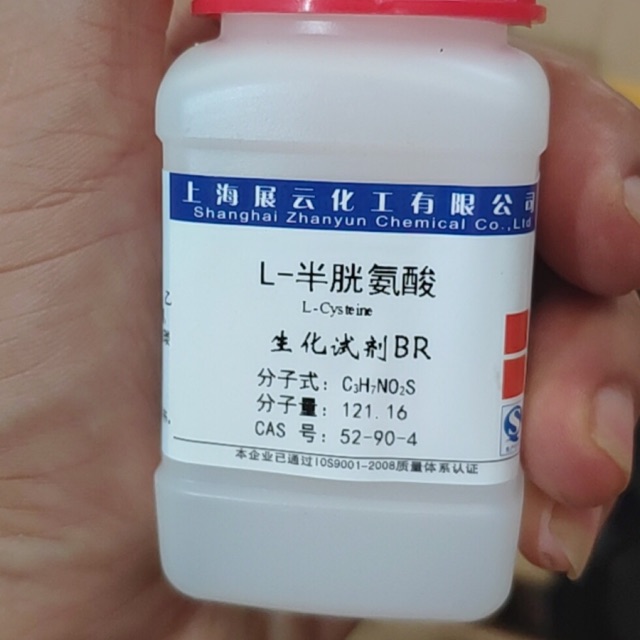 上海展云化工有限公司
Shanghai Zhanyun Chemical Co.,Ltd
L-半胱氨酸
L-Cysteine
生化试剂BR
分子式: C₃H₇NO₂S
分子量: 121.16
CAS 号: 52-90-4
本企业已通过IOS9001-2008质量体系认证
乙